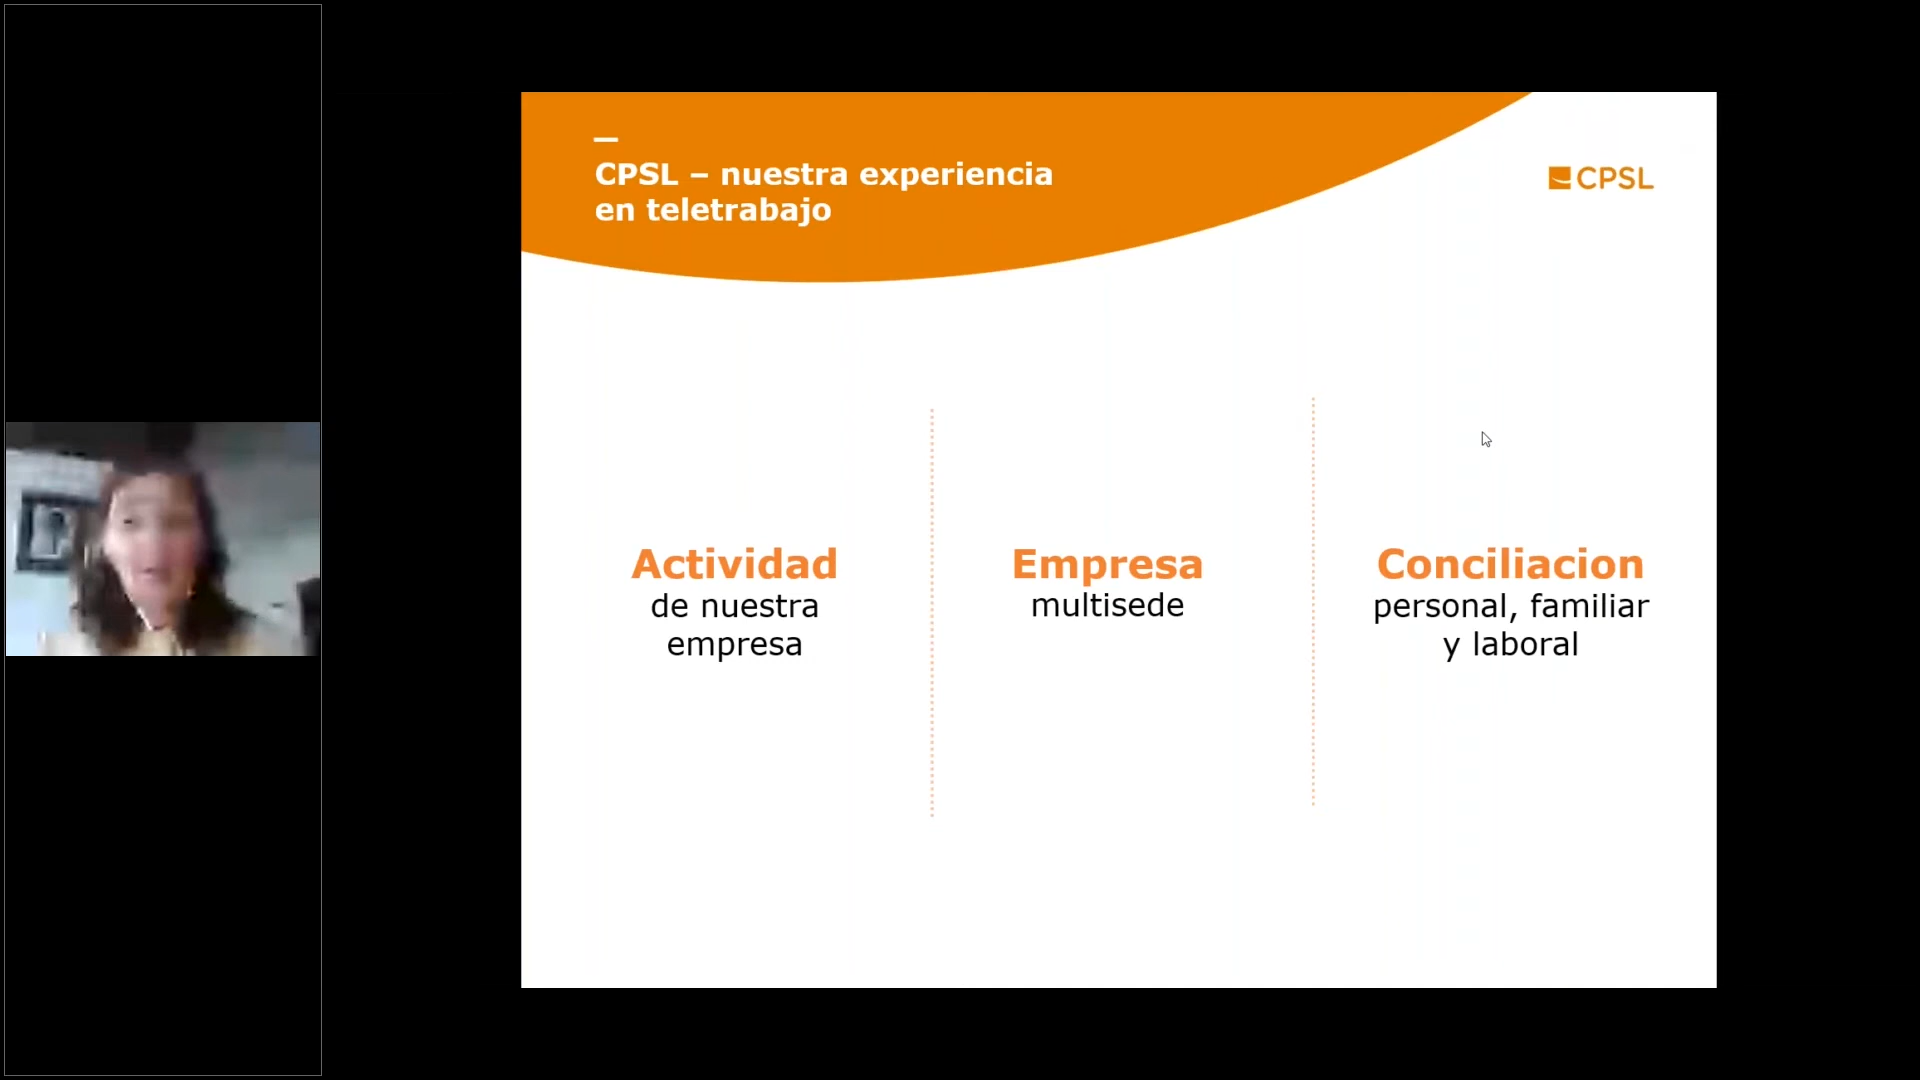 CPSL – nuestra experiencia
en teletrabajo
CPSL
Actividad
de nuestra
empresa
Empresa
multisede
Conciliacion
personal, familiar
y laboral